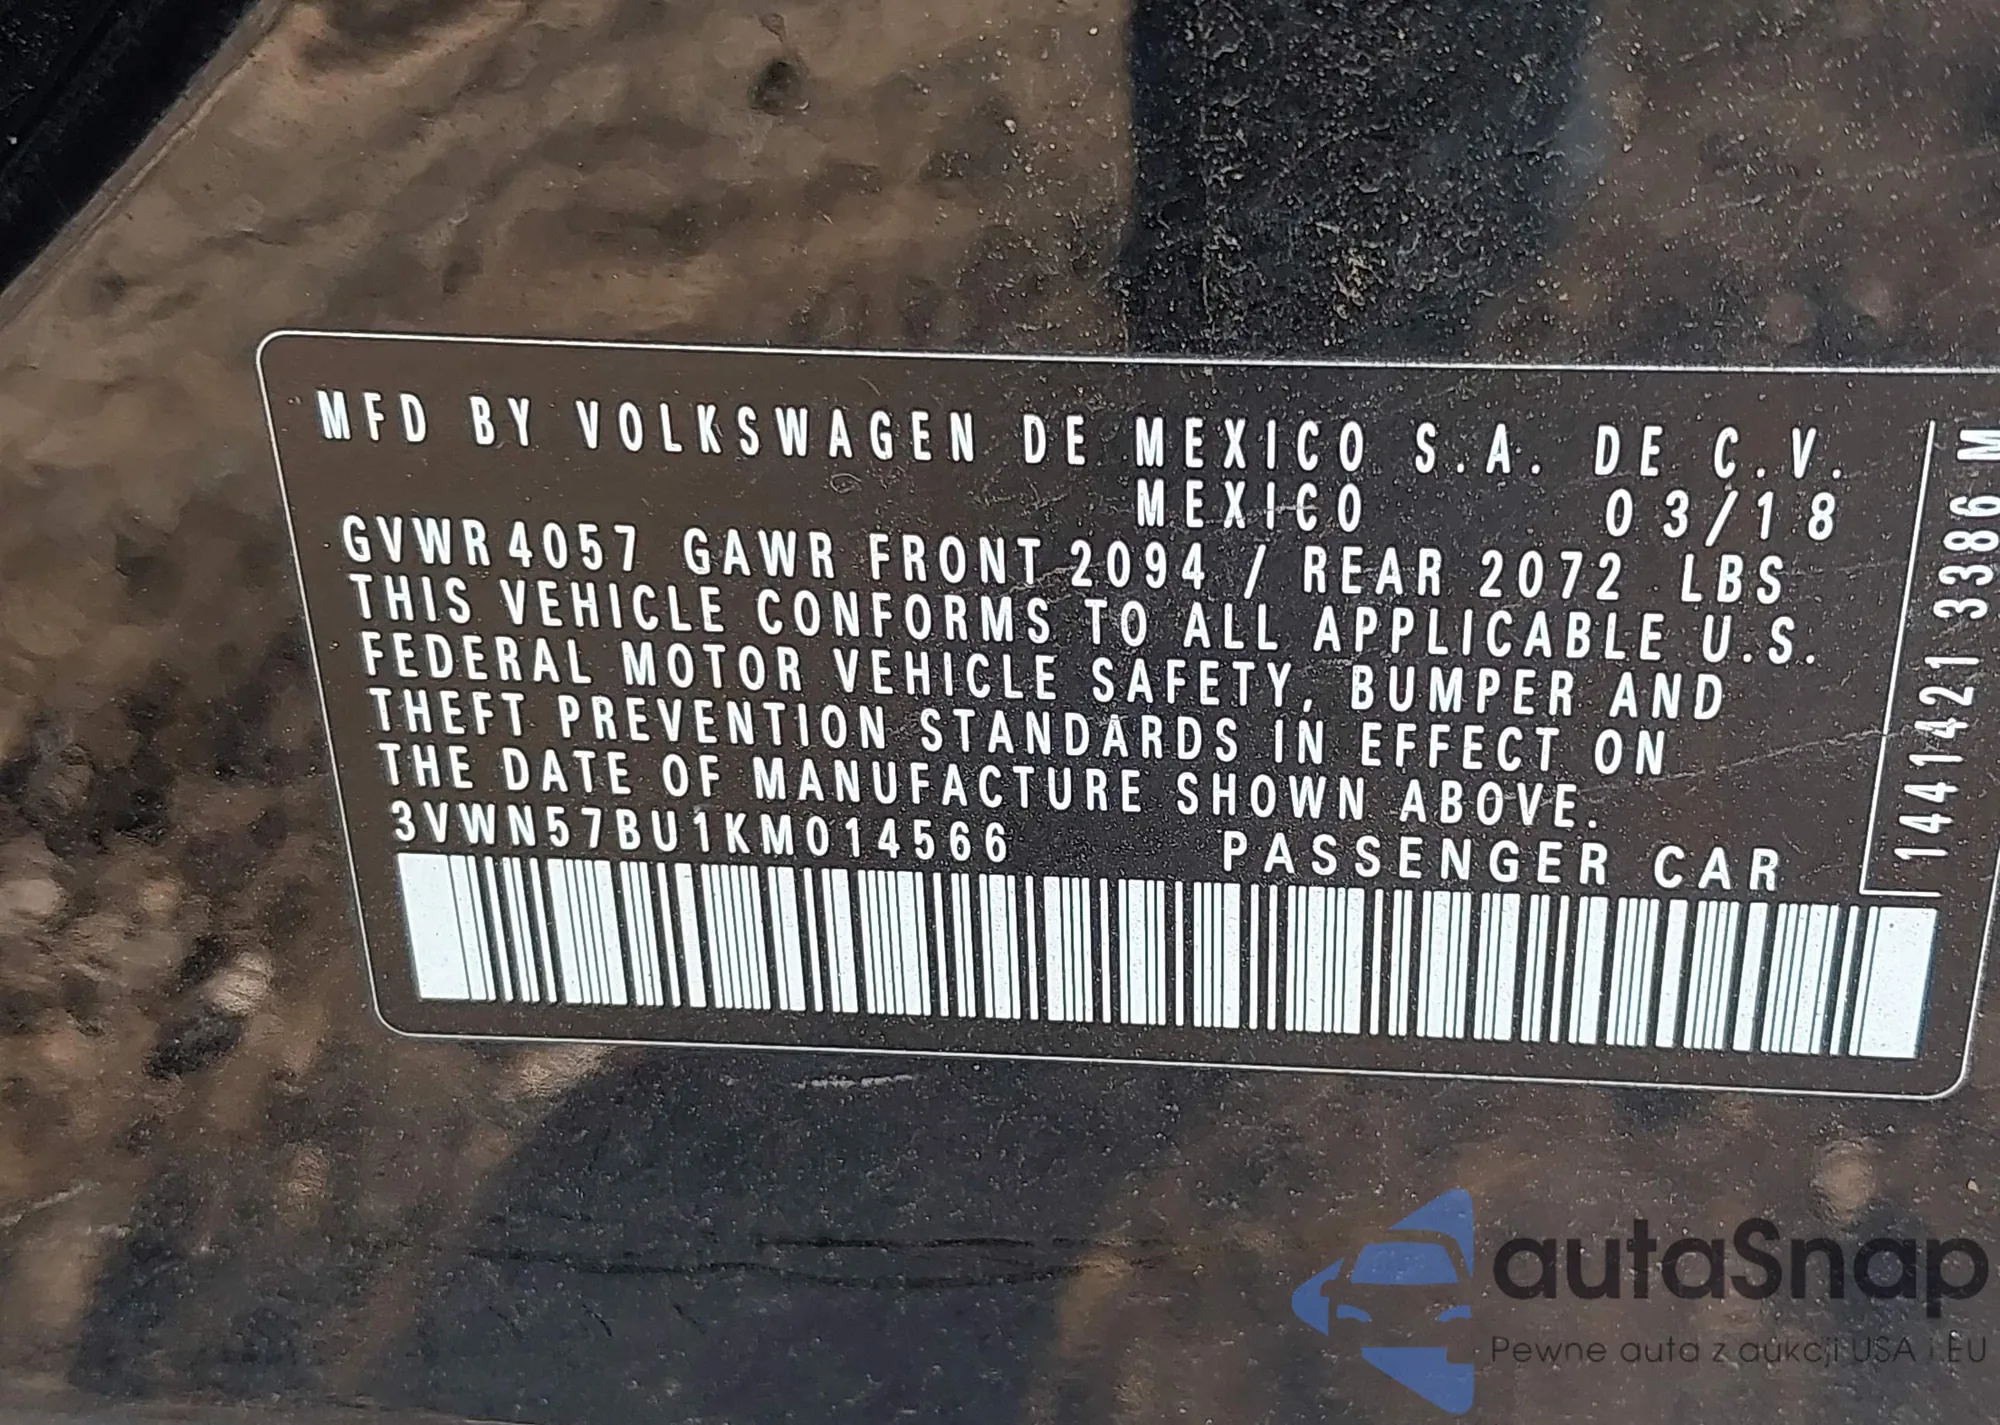 MFD BY VOLKSWAGEN DE MEXICO S.A. DE C.V.
MEXICO 03/18
GVWR 4057 GAWR FRONT 2094 / REAR 2072 LBS
THIS VEHICLE CONFORMS TO ALL APPLICABLE U.S.
FEDERAL MOTOR VEHICLE SAFETY, BUMPER AND
THEFT PREVENTION STANDARDS IN EFFECT ON
THE DATE OF MANUFACTURE SHOWN ABOVE.
3VWN57BU1KM014566 PASSENGER CAR
1441421 3386 M
autaSnap
Pewne auta z aukcji USA i EU